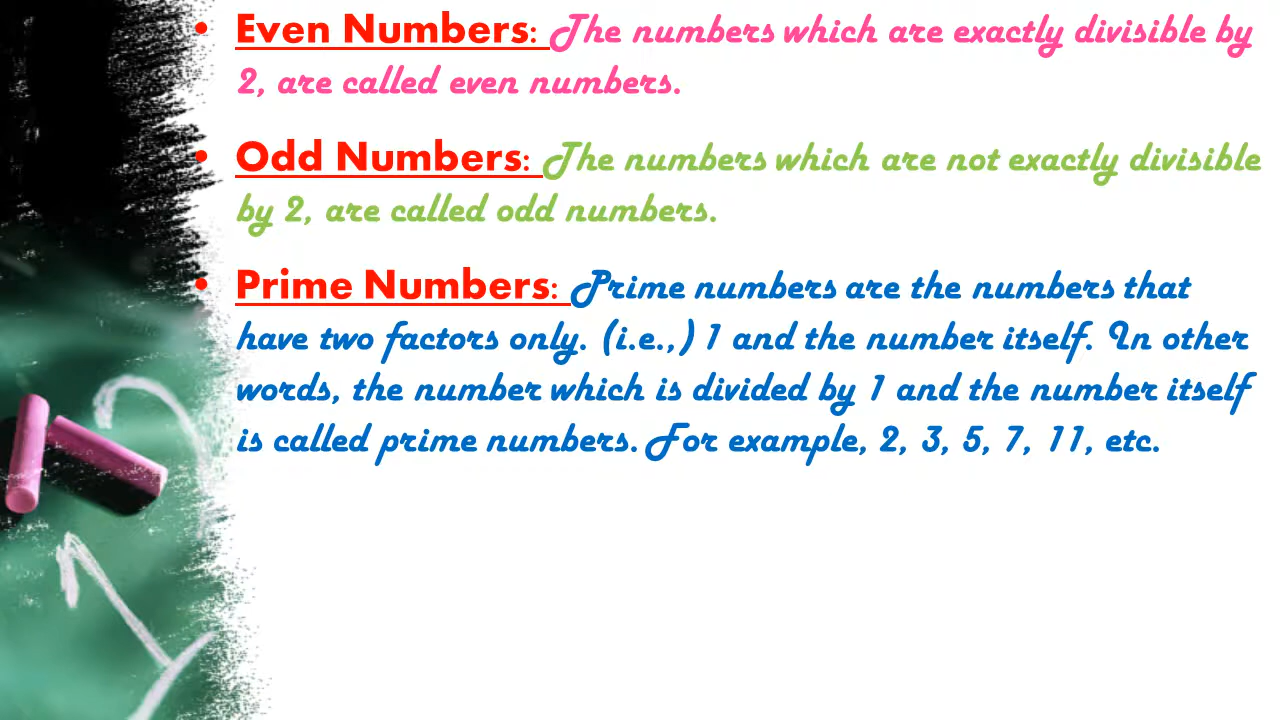 • Even Numbers: The numbers which are exactly divisible by
2, are called even numbers.
• Odd Numbers: The numbers which are not exactly divisible
by 2, are called odd numbers.
• Prime Numbers: Prime numbers are the numbers that
have two factors only. (i.e.,) 1 and the number itself. In other
words, the number which is divided by 1 and the number itself
is called prime numbers. For example, 2, 3, 5, 7, 11, etc.